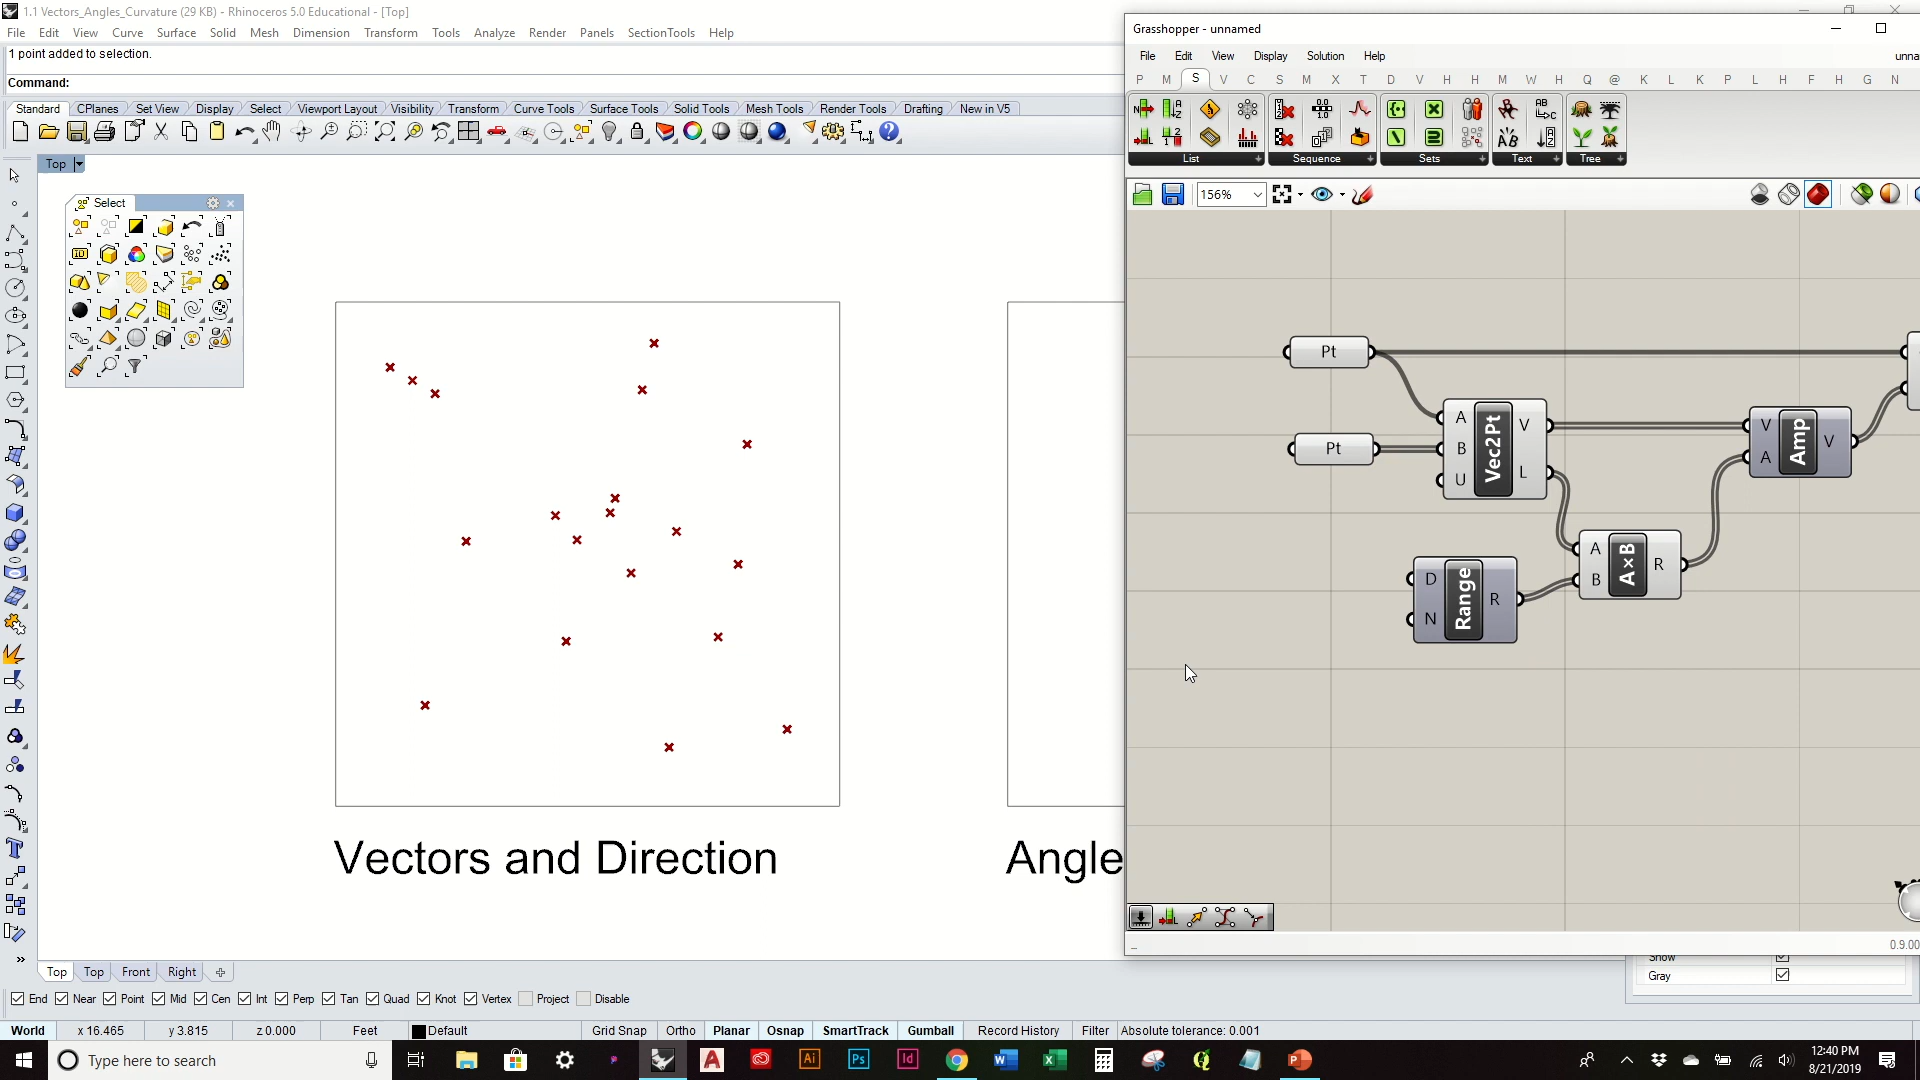 1.1 Vectors_Angles_Curvature (29 KB) - Rhinoceros 5.0 Educational - [Top]
File Edit View Curve Surface Solid Mesh Dimension Transform Tools Analyze Render Panels SectionTools Help
1 point added to selection.
Command:
Standard CPlanes Set View Display Select Viewport Layout Visibility Transform Curve Tools Surface Tools Solid Tools Mesh Tools Render Tools Drafting New in V5
Top
Select
Vectors and Direction
Angle
Grasshopper - unnamed
File Edit View Display Solution Help
unna
P M S V C S M X T D V H H M W H Q @ K L K P L H F H G N
List Sequence Sets Text Tree
156%
Pt
Pt
A B U Vec2Pt V L
V A Amp V
D N Range R
A B A×B R
0.9.00
Show
Gray
Top Top Front Right
End Near Point Mid Cen Int Perp Tan Quad Knot Vertex Project Disable
World x 16.465 y 3.815 z 0.000 Feet Default Grid Snap Ortho Planar Osnap SmartTrack Gumball Record History Filter Absolute tolerance: 0.001
Type here to search
12:40 PM
8/21/2019